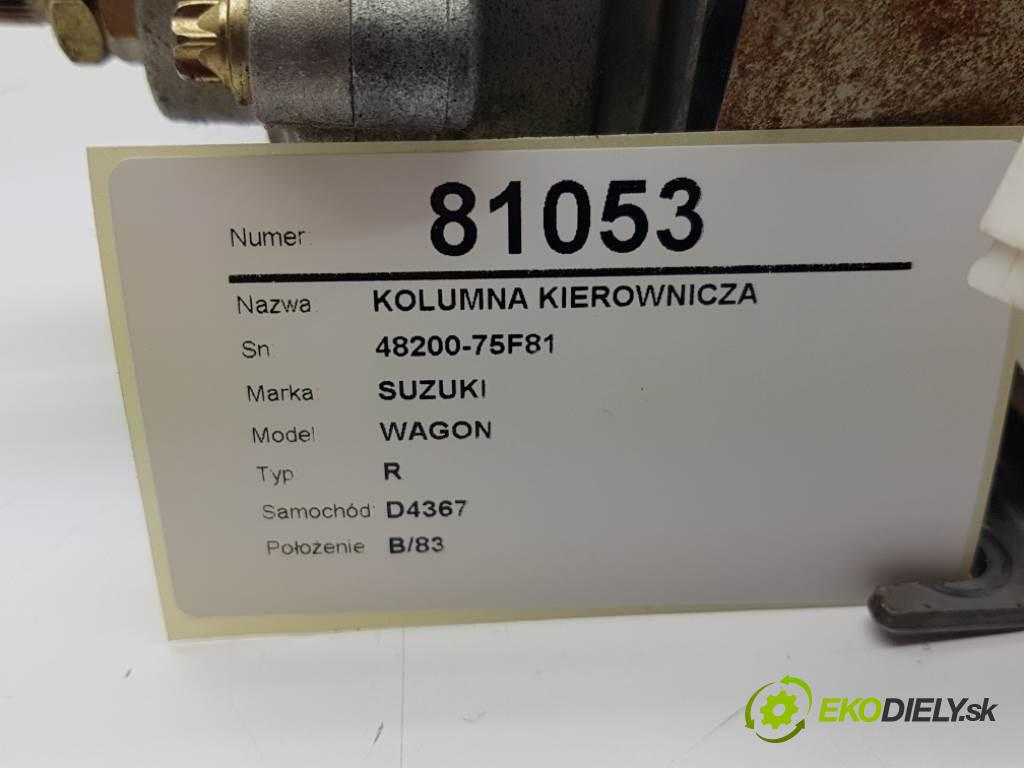 Numer: 81053
Nazwa: KOLUMNA KIEROWNICZA
Sn: 48200-75F81
Marka: SUZUKI
Model WAGON
Typ R
Samochód: D4367
Położenie B/83
EKODIELY.sk